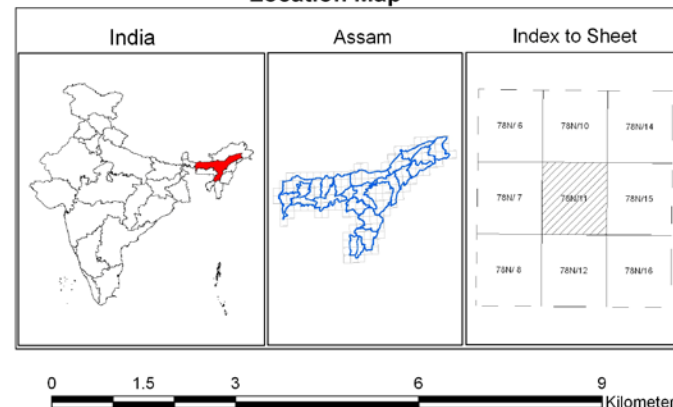 Location Map
India
Assam
Index to Sheet
78N/ 6
78N/10
78N/14
78N/ 7
78N/11
78N/15
78N/ 8
78N/12
78N/16
0 1.5 3 6 9
Kilometer